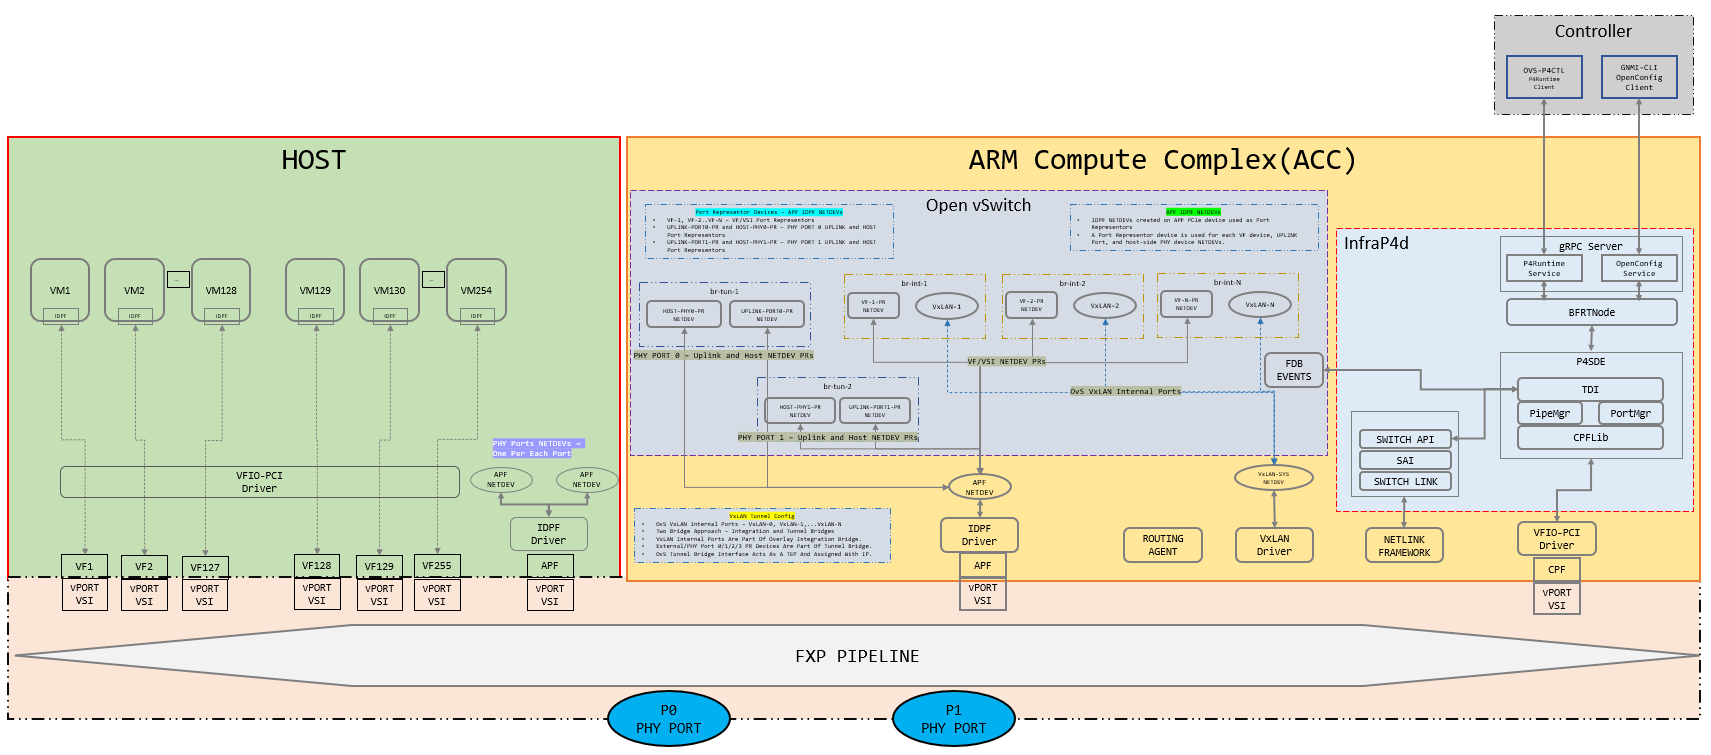 Controller
OVS-P4CTL
P4Runtime
Client
GNMI-CLI
OpenConfig
Client
HOST
VM1
IDPF
VM2
IDPF
...
VM128
IDPF
VM129
IDPF
VM130
IDPF
...
VM254
IDPF
PHY Ports NETDEVs –
One Per Each Port
VFIO-PCI
Driver
APF
NETDEV
APF
NETDEV
IDPF
Driver
VF1
VF2
VF127
VF128
VF129
VF255
APF
vPORT
VSI
vPORT
VSI
vPORT
VSI
vPORT
VSI
vPORT
VSI
vPORT
VSI
vPORT
VSI
ARM Compute Complex(ACC)
Open vSwitch
Port Representor Devices - APF IDPF NETDEVs
• VF-1, VF-2..VF-N – VF/VSI Port Representors
• UPLINK-PORT0-PR and HOST-PHY0-PR – PHY PORT 0 UPLINK and HOST
Port Representors
• UPLINK-PORT1-PR and HOST-PHY1-PR – PHY PORT 1 UPLINK and HOST
Port Representors
APF IDPF NETDEVs
• IDPF NETDEVs created on APF PCIe device used as Port
Representors
• A Port Representor device is used for each VF device, UPLINK
Port, and host-side PHY device NETDEVs.
br-tun-1
HOST-PHY0-PR
NETDEV
UPLINK-PORT0-PR
NETDEV
br-int-1
VF-1-PR
NETDEV
VxLAN-1
br-int-2
VF-2-PR
NETDEV
VxLAN-2
br-int-N
VF-N-PR
NETDEV
VxLAN-N
PHY PORT 0 – Uplink and Host NETDEV PRs
VF/VSI NETDEV PRs
FDB
EVENTS
br-tun-2
HOST-PHY1-PR
NETDEV
UPLINK-PORT1-PR
NETDEV
OvS VxLAN Internal Ports
PHY PORT 1 – Uplink and Host NETDEV PRs
APF
NETDEV
VxLAN-SYS
NETDEV
VxLAN Tunnel Config
• OvS VxLAN Internal Ports – VxLAN-0, VxLAN-1,...VxLAN-N
• Two Bridge Approach – Integration and Tunnel Bridges
• VxLAN Internal Ports Are Part Of Overlay Integration Bridge.
• External/PHY Port 0/1/2/3 PR Devices Are Part Of Tunnel Bridge.
• OvS Tunnel Bridge Interface Acts As A TEP And Assigned With IP.
IDPF
Driver
APF
vPORT
VSI
ROUTING
AGENT
VxLAN
Driver
NETLINK
FRAMEWORK
VFIO-PCI
Driver
CPF
vPORT
VSI
InfraP4d
gRPC Server
P4Runtime
Service
OpenConfig
Service
BFRTNode
P4SDE
TDI
PipeMgr
PortMgr
CPFLib
SWITCH API
SAI
SWITCH LINK
FXP PIPELINE
P0
PHY PORT
P1
PHY PORT